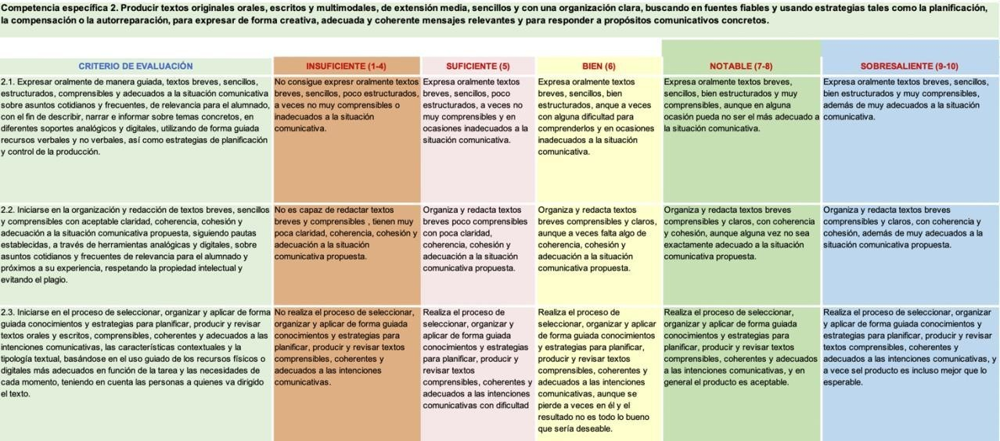 Competencia específica 2. Producir textos originales orales, escritos y multimodales, de extensión media, sencillos y con una organización clara, buscando en fuentes fiables y usando estrategias tales como la planificación,
la compensación o la autorreparación, para expresar de forma creativa, adecuada y coherente mensajes relevantes y para responder a propósitos comunicativos concretos.
CRITERIO DE EVALUACIÓN
INSUFICIENTE (1-4)
SUFICIENTE (5)
BIEN (6)
NOTABLE (7-8)
SOBRESALIENTE (9-10)
2.1. Expresar oralmente de manera guiada, textos breves, sencillos,
estructurados, comprensibles y adecuados a la situación comunicativa
sobre asuntos cotidianos y frecuentes, de relevancia para el alumnado,
con el fin de describir, narrar e informar sobre temas concretos, en
diferentes soportes analógicos y digitales, utilizando de forma guiada
recursos verbales y no verbales, así como estrategias de planificación
y control de la producción.
No consigue expresr oralmente textos
breves, sencillos, poco estructurados,
a veces no muy comprensibles o
inadecuados a la situación
comunicativa.
Expresa oralmente textos
breves, sencillos, poco
estructurados, a veces no
muy comprensibles y en
ocasiones inadecuados a la
situación comunicativa.
Expresa oralmente textos
breves, sencillos, bien
estructurados, anque a veces
con alguna dificultad para
comprenderlos y en ocasiones
inadecuados a la situación
comunicativa.
Expresa oralmente textos breves,
sencillos, bien estructurados y muy
comprensibles, aunque en alguna
ocasión pueda no ser el más adecuado a
la situación comunicativa.
Expresa oralmente textos breves, sencillos,
bien estructurados y muy comprensibles,
además de muy adecuados a la situación
comunicativa.
2.2. Iniciarse en la organización y redacción de textos breves, sencillos
y comprensibles con aceptable claridad, coherencia, cohesión y
adecuación a la situación comunicativa propuesta, siguiendo pautas
establecidas, a través de herramientas analógicas y digitales, sobre
asuntos cotidianos y frecuentes de relevancia para el alumnado y
próximos a su experiencia, respetando la propiedad intelectual y
evitando el plagio.
No es capaz de redactar textos
breves y comprensibles , tienen muy
poca claridad, coherencia, cohesión y
adecuación a la situación
comunicativa propuesta.
Organiza y redacta textos
breves poco comprensibles
con poca claridad,
coherencia, cohesión y
adecuación a la situación
comunicativa propuesta.
Organiza y redacta textos
breves comprensibles y claros,
aunque a veces falta algo de
coherencia, cohesión y
adecuación a la situación
comunicativa propuesta.
Organiza y redacta textos breves
comprensibles y claros, con coherencia
y cohesión, aunque alguna vez no sea
exactamente adecuado a la situación
comunicativa propuesta.
Organiza y redacta textos breves
comprensibles y claros, con coherencia y
cohesión, además de muy adecuados a la
situación comunicativa propuesta.
2.3. Iniciarse en el proceso de seleccionar, organizar y aplicar de forma
guiada conocimientos y estrategias para planificar, producir y revisar
textos orales y escritos, comprensibles, coherentes y adecuados a las
intenciones comunicativas, las características contextuales y la
tipología textual, basándose en el uso guiado de los recursos físicos o
digitales más adecuados en función de la tarea y las necesidades de
cada momento, teniendo en cuenta las personas a quienes va dirigido
el texto.
No realiza el proceso de seleccionar,
organizar y aplicar de forma guiada
conocimientos y estrategias para
planificar, producir y revisar textos
comprensibles, coherentes y
adecuados a las intenciones
comunicativas.
Realiza el proceso de
seleccionar, organizar y
aplicar de forma guiada
conocimientos y estrategias
para planificar, producir y
revisar textos
comprensibles, coherentes y
adecuados a las intenciones
comunicativas con dificultad
Realiza el proceso de
seleccionar, organizar y aplicar
de forma guiada conocimientos
y estrategias para planificar,
producir y revisar textos
comprensibles, coherentes y
adecuados a las intenciones
comunicativas, aunque se
pierde a veces en él y el
resultado no es todo lo bueno
que sería deseable.
Realiza el proceso de seleccionar,
organizar y aplicar de forma guiada
conocimientos y estrategias para
planificar, producir y revisar textos
comprensibles, coherentes y adecuados
a las intenciones comunicativas, y en
general el producto es aceptable.
Realiza el proceso de seleccionar, organizar
y aplicar de forma guiada conocimientos y
estrategias para planificar, producir y revisar
textos comprensibles, coherentes y
adecuados a las intenciones comunicativas, y
a vece sel producto es incluso mejor que lo
esperable.